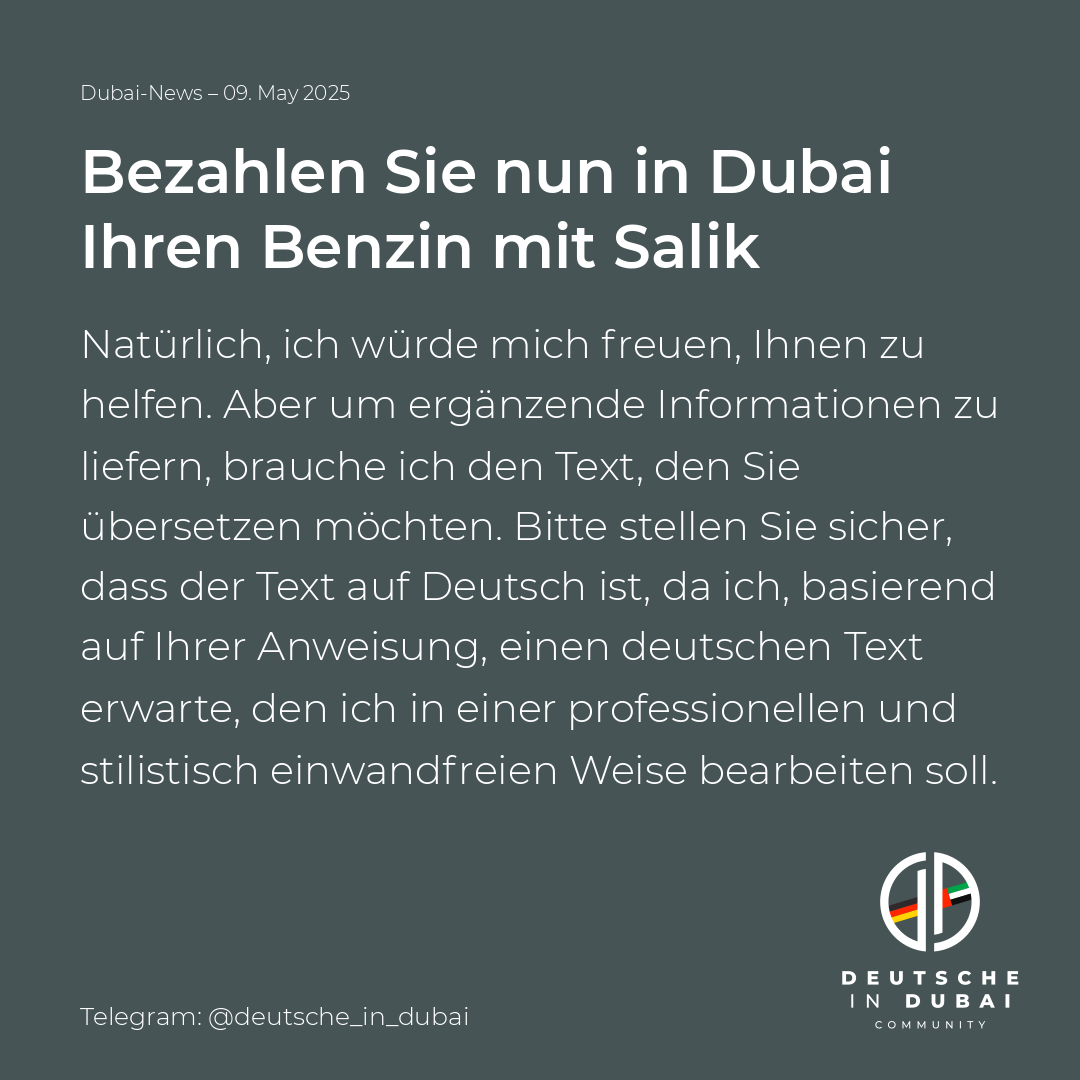 Dubai-News – 09. May 2025
Bezahlen Sie nun in Dubai
Ihren Benzin mit Salik
Natürlich, ich würde mich freuen, Ihnen zu
helfen. Aber um ergänzende Informationen zu
liefern, brauche ich den Text, den Sie
übersetzen möchten. Bitte stellen Sie sicher,
dass der Text auf Deutsch ist, da ich, basierend
auf Ihrer Anweisung, einen deutschen Text
erwarte, den ich in einer professionellen und
stilistisch einwandfreien Weise bearbeiten soll.
DEUTSCHE
IN DUBAI
COMMUNITY
Telegram: @deutsche_in_dubai